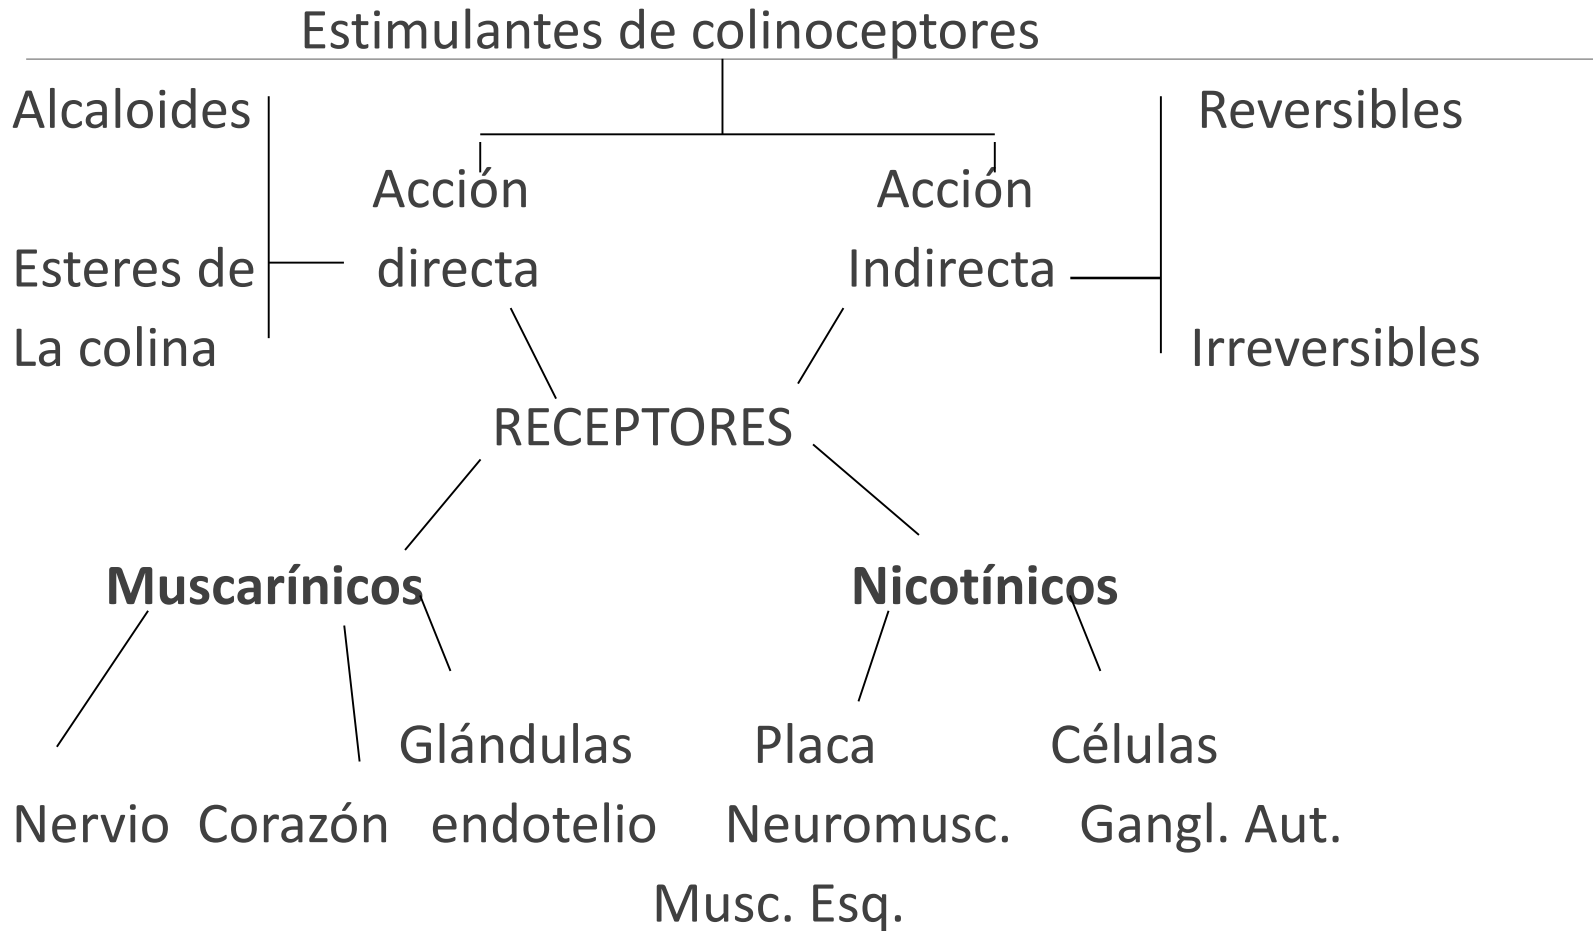 Estimulantes de colinoceptores
Alcaloides
Reversibles
Acción
Acción
Esteres de
directa
Indirecta
La colina
Irreversibles
RECEPTORES
Muscarínicos
Nicotínicos
Glándulas
Placa
Células
Nervio
Corazón
endotelio
Neuromusc.
Gangl. Aut.
Musc. Esq.